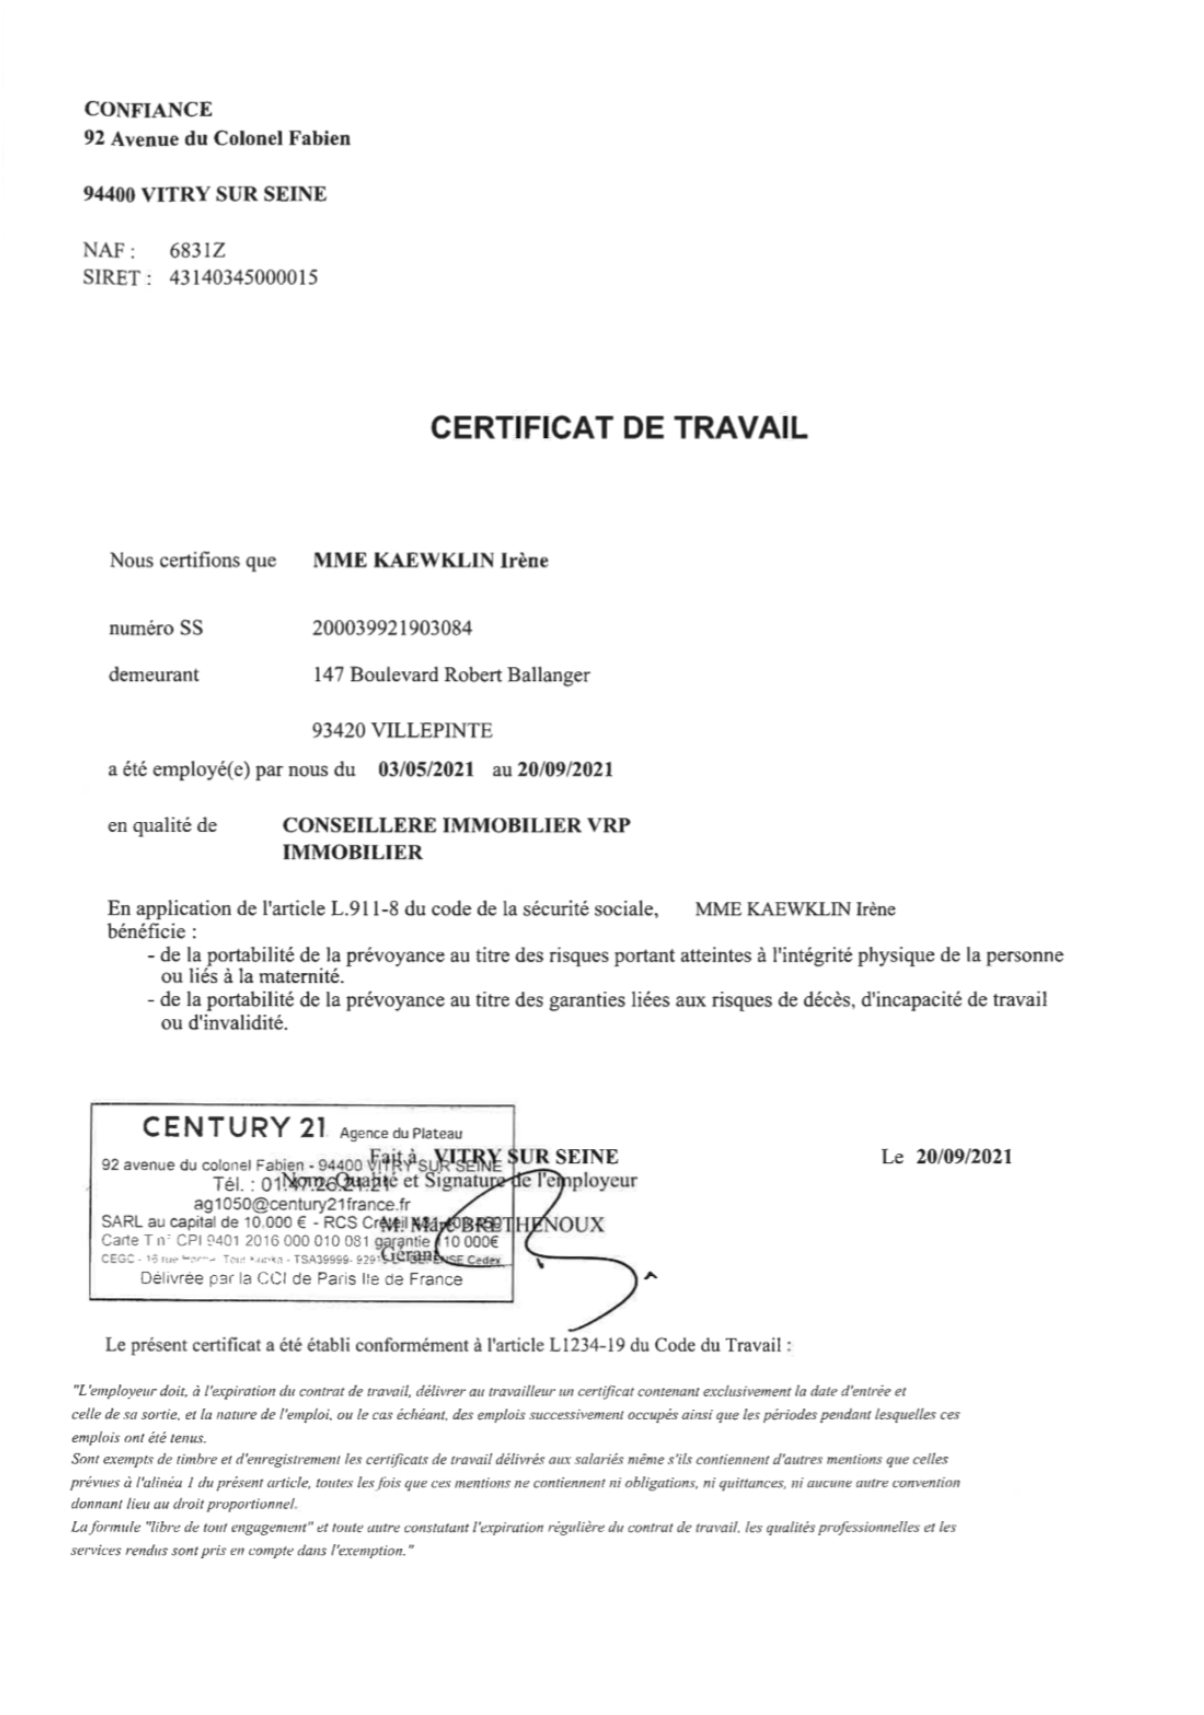 CONFIANCE
92 Avenue du Colonel Fabien
94400 VITRY SUR SEINE
NAF : 6831Z
SIRET : 43140345000015
CERTIFICAT DE TRAVAIL
Nous certifions que MME KAEWKLIN Irène
numéro SS 200039921903084
demeurant 147 Boulevard Robert Ballanger
93420 VILLEPINTE
a été employé(e) par nous du 03/05/2021 au 20/09/2021
en qualité de CONSEILLERE IMMOBILIER VRP
IMMOBILIER
En application de l'article L.911-8 du code de la sécurité sociale, MME KAEWKLIN Irène
bénéficie :
- de la portabilité de la prévoyance au titre des risques portant atteintes à l'intégrité physique de la personne
ou liés à la maternité.
- de la portabilité de la prévoyance au titre des garanties liées aux risques de décès, d'incapacité de travail
ou d'invalidité.
CENTURY 21 Agence du Plateau
Fait à VITRY SUR SEINE Le 20/09/2021
92 avenue du colonel Fabien - 94400 VITRY SUR SEINE
Nom, Qualité et Signature de l'employeur
Tél. : 01.47.26.21.21
ag1050@century21france.fr
SARL au capital de 10.000 € - RCS Créteil
M. Marc BRETHENOUX
Carte T n° CPI 9401 2016 000 010 081 garantie 110 000€
Gérant
CEGC - 16 rue - TSA39999- Cedex
Délivrée par la CCI de Paris Ile de France
Le présent certificat a été établi conformément à l'article L1234-19 du Code du Travail :
"L'employeur doit, à l'expiration du contrat de travail, délivrer au travailleur un certificat contenant exclusivement la date d'entrée et
celle de sa sortie, et la nature de l'emploi, ou le cas échéant, des emplois successivement occupés ainsi que les périodes pendant lesquelles ces
emplois ont été tenus.
Sont exempts de timbre et d'enregistrement les certificats de travail délivrés aux salariés même s'ils contiennent d'autres mentions que celles
prévues à l'alinéa 1 du présent article, toutes les fois que ces mentions ne contiennent ni obligations, ni quittances, ni aucune autre convention
donnant lieu au droit proportionnel.
La formule "libre de tout engagement" et toute autre constatant l'expiration régulière du contrat de travail, les qualités professionnelles et les
services rendus sont pris en compte dans l'exemption."